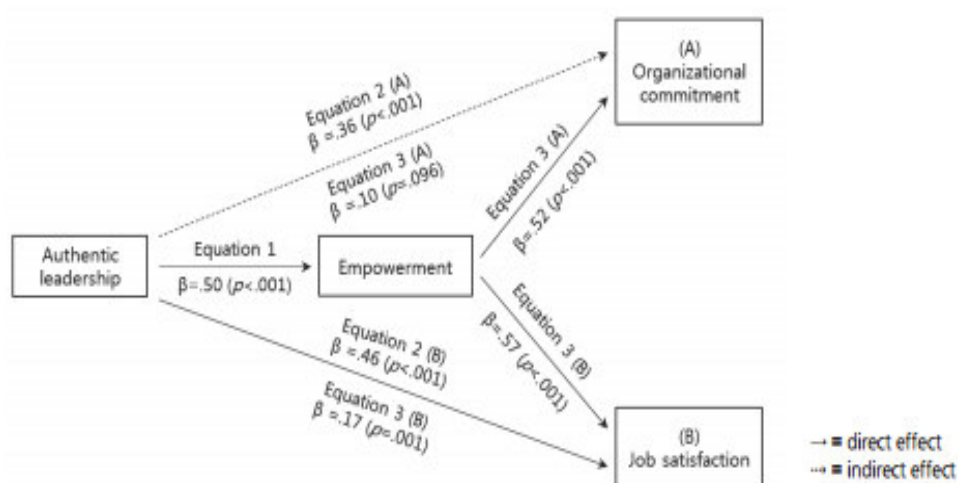 (A)
Organizational
commitment
Equation 2 (A)
β =.36 (p<.001)
Equation 3 (A)
β =.10 (p=.096)
Equation 3 (A)
β=.52 (p<.001)
Authentic
leadership
Equation 1
β=.50 (p<.001)
Empowerment
Equation 2 (B)
β =.46 (p<.001)
Equation 3 (B)
β =.17 (p=.001)
Equation 3 (B)
β=.57 (p<.001)
(B)
Job satisfaction
→ = direct effect
⇢ = indirect effect